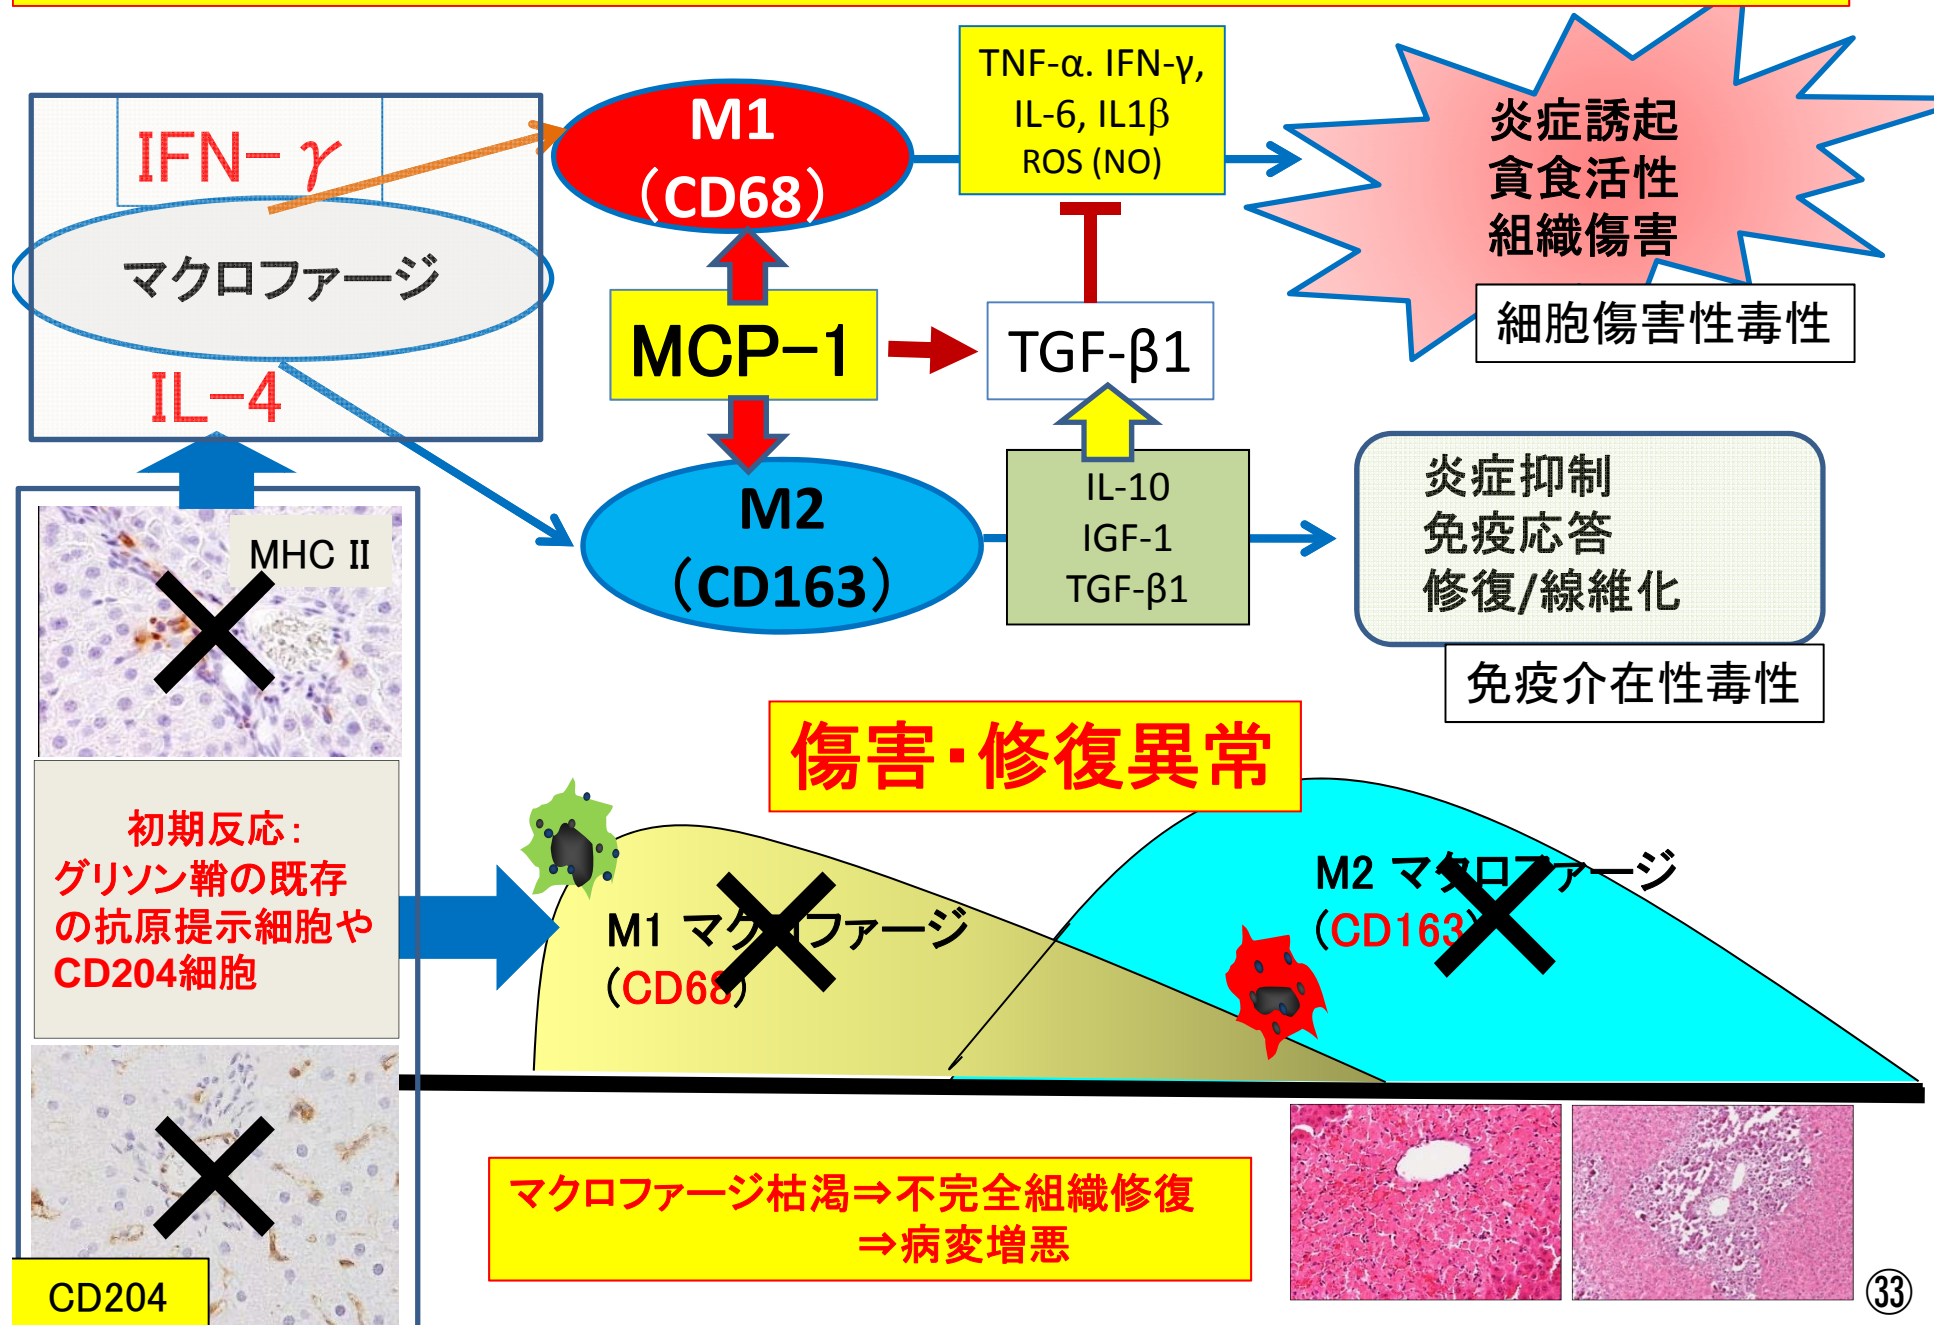 IFN-γ
マクロファージ
IL-4
M1
(CD68)
TNF-α. IFN-γ,
IL-6, IL1β
ROS (NO)
炎症誘起
貪食活性
組織傷害
細胞傷害性毒性
MCP-1
TGF-β1
M2
(CD163)
IL-10
IGF-1
TGF-β1
炎症抑制
免疫応答
修復/線維化
免疫介在性毒性
MHC II
傷害・修復異常
初期反応：
グリソン鞘の既存
の抗原提示細胞や
CD204細胞
M1 マクロファージ
(CD68)
M2 マクロファージ
(CD163)
マクロファージ枯渇⇒不完全組織修復
⇒病変増悪
CD204
㉝